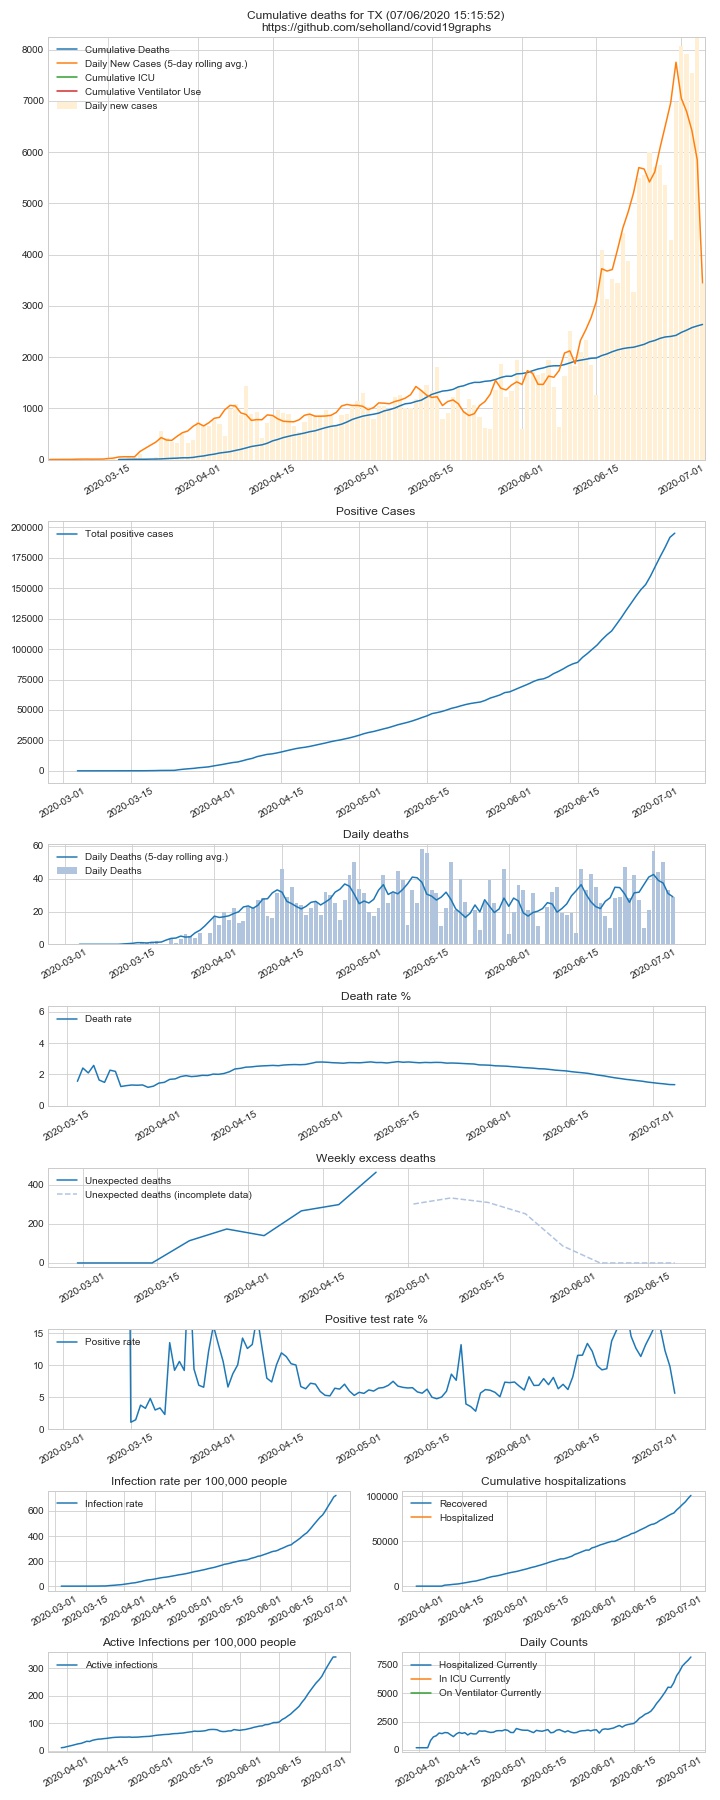 Cumulative deaths for TX (07/06/2020 15:15:52)
https://github.com/seholland/covid19graphs
Cumulative Deaths
Daily New Cases (5-day rolling avg.)
Cumulative ICU
Cumulative Ventilator Use
Daily new cases
8000
7000
6000
5000
4000
3000
2000
1000
0
2020-03-15 2020-04-01 2020-04-15 2020-05-01 2020-05-15 2020-06-01 2020-06-15 2020-07-01
Positive Cases
Total positive cases
200000
175000
150000
125000
100000
75000
50000
25000
0
2020-03-01 2020-03-15 2020-04-01 2020-04-15 2020-05-01 2020-05-15 2020-06-01 2020-06-15 2020-07-01
Daily deaths
Daily Deaths (5-day rolling avg.)
Daily Deaths
60
40
20
0
2020-03-01 2020-03-15 2020-04-01 2020-04-15 2020-05-01 2020-05-15 2020-06-01 2020-06-15 2020-07-01
Death rate %
Death rate
6
4
2
0
2020-03-15 2020-04-01 2020-04-15 2020-05-01 2020-05-15 2020-06-01 2020-06-15 2020-07-01
Weekly excess deaths
Unexpected deaths
Unexpected deaths (incomplete data)
400
200
0
2020-03-01 2020-03-15 2020-04-01 2020-04-15 2020-05-01 2020-05-15 2020-06-01 2020-06-15
Positive test rate %
Positive rate
15
10
5
0
2020-03-01 2020-03-15 2020-04-01 2020-04-15 2020-05-01 2020-05-15 2020-06-01 2020-06-15 2020-07-01
Infection rate per 100,000 people
Infection rate
600
400
200
0
2020-03-01 2020-03-15 2020-04-01 2020-04-15 2020-05-01 2020-05-15 2020-06-01 2020-06-15 2020-07-01
Cumulative hospitalizations
Recovered
Hospitalized
100000
50000
0
2020-04-01 2020-04-15 2020-05-01 2020-05-15 2020-06-01 2020-06-15 2020-07-01
Active Infections per 100,000 people
Active infections
300
200
100
0
2020-04-01 2020-04-15 2020-05-01 2020-05-15 2020-06-01 2020-06-15 2020-07-01
Daily Counts
Hospitalized Currently
In ICU Currently
On Ventilator Currently
7500
5000
2500
0
2020-04-01 2020-04-15 2020-05-01 2020-05-15 2020-06-01 2020-06-15 2020-07-01